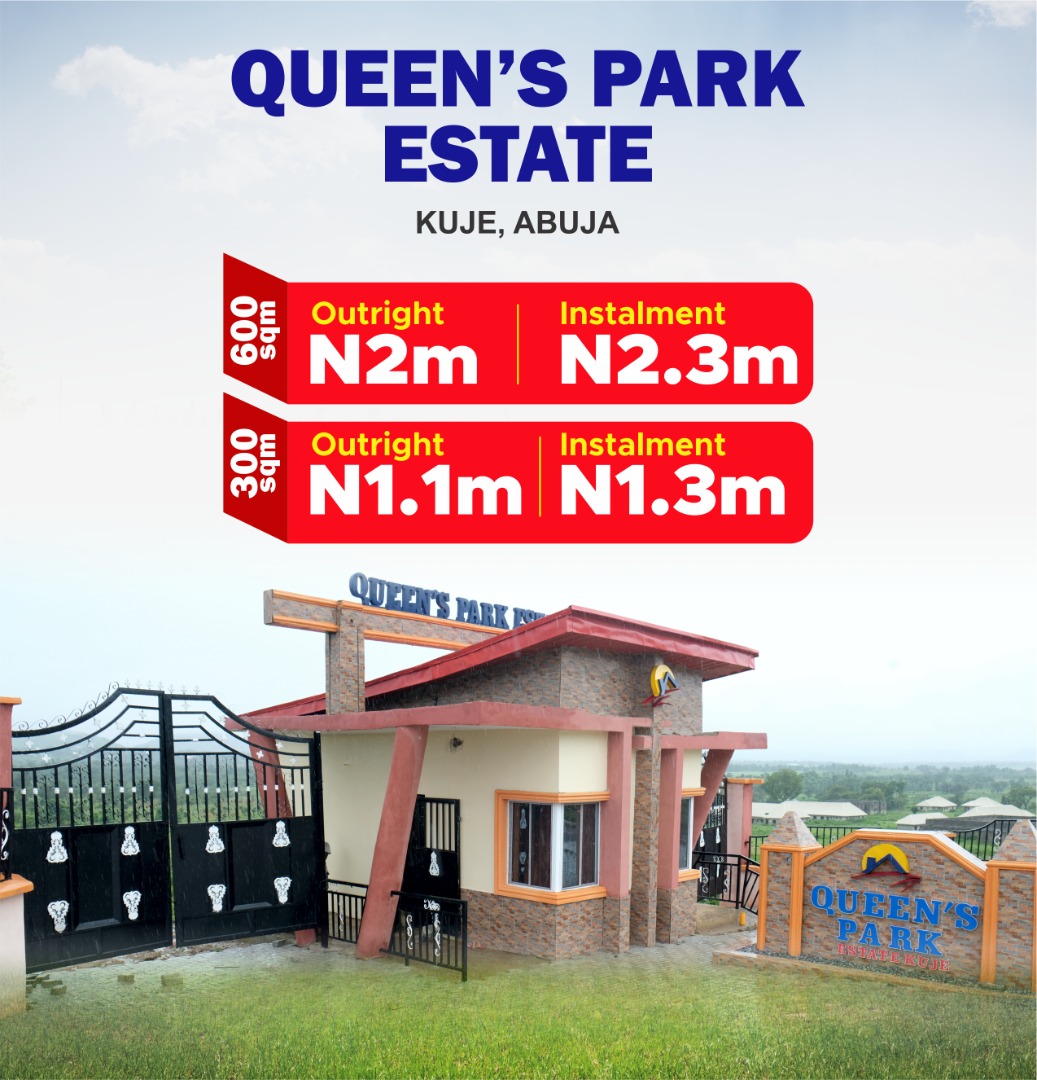 QUEEN'S PARK
ESTATE
KUJE, ABUJA
600
sqm
Outright
N2m
Instalment
N2.3m
300
sqm
Outright
N1.1m
Instalment
N1.3m
QUEEN'S PARK
QUEEN'S
PARK
ESTATE KUJE